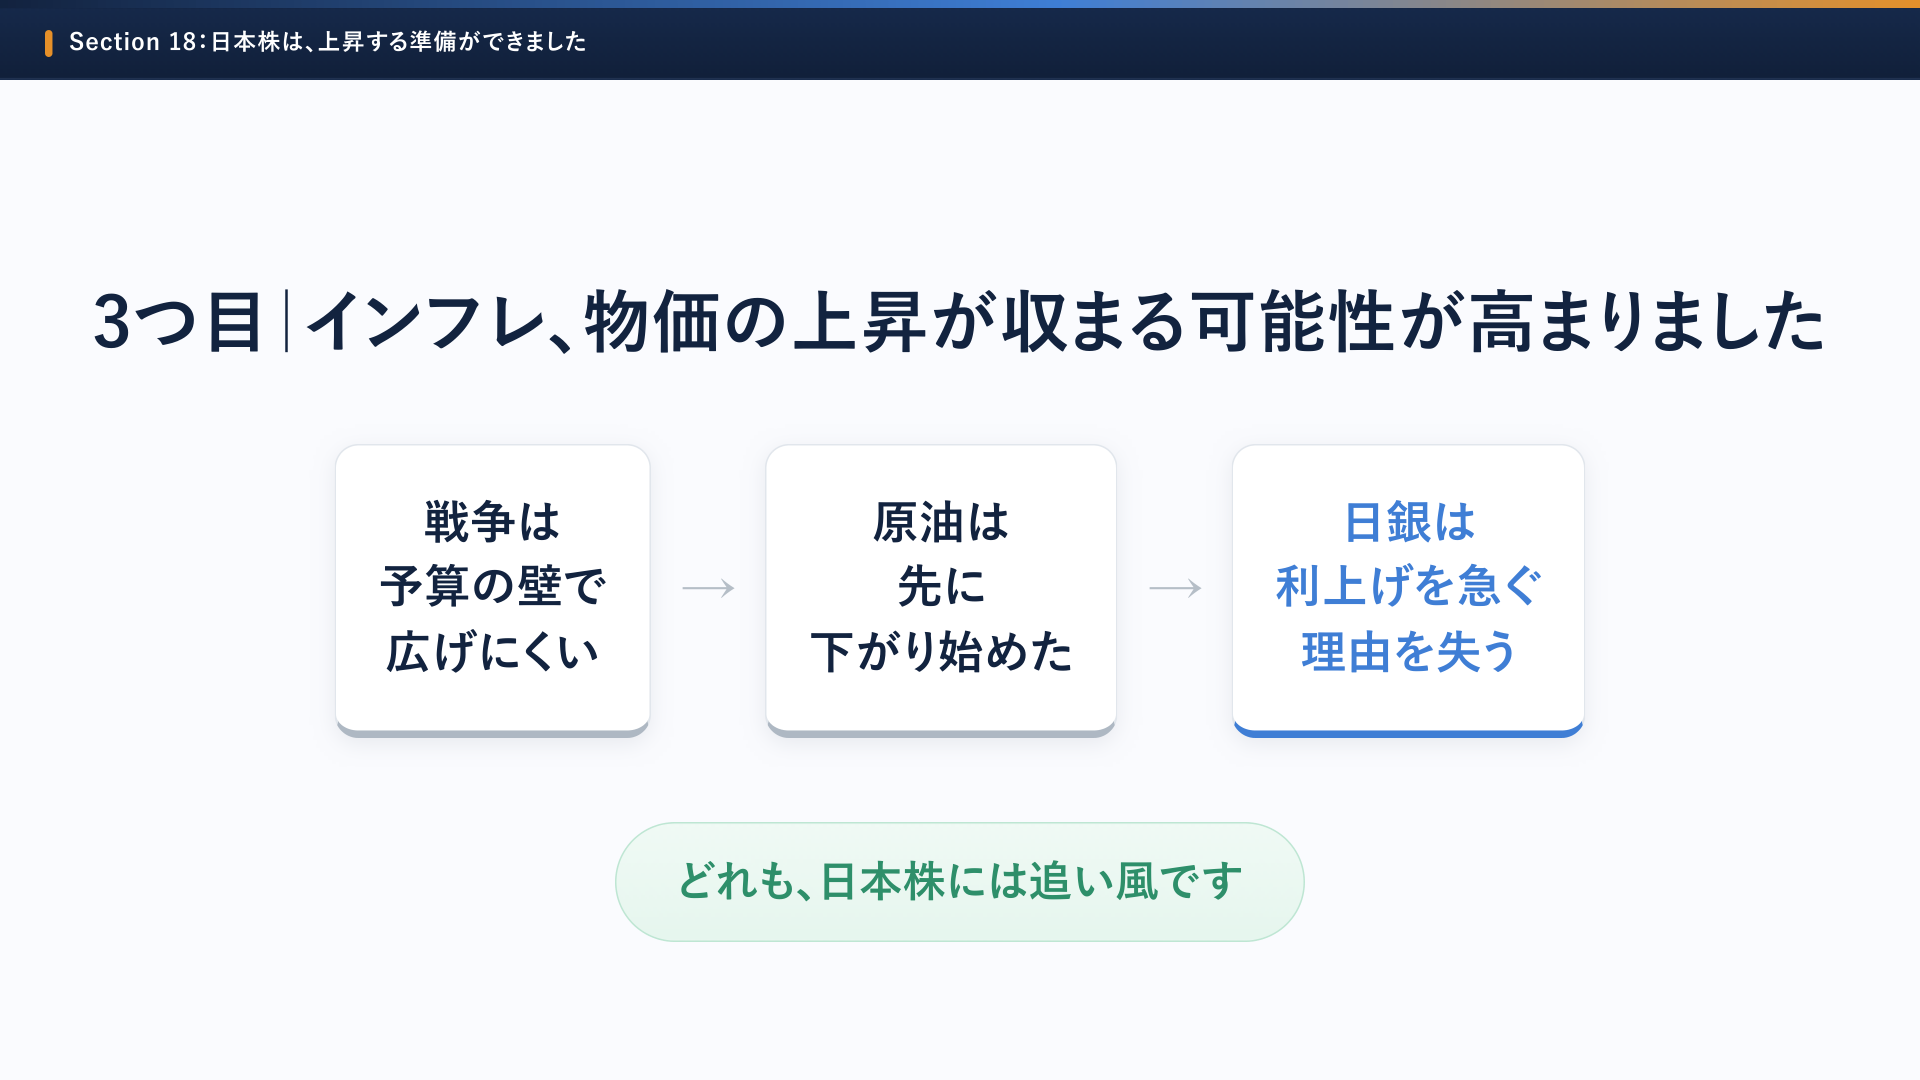 Section 18：日本株は、上昇する準備ができました
3つ目｜インフレ、物価の上昇が収まる可能性が高まりました
戦争は
予算の壁で
広げにくい
→
原油は
先に
下がり始めた
→
日銀は
利上げを急ぐ
理由を失う
どれも、日本株には追い風です